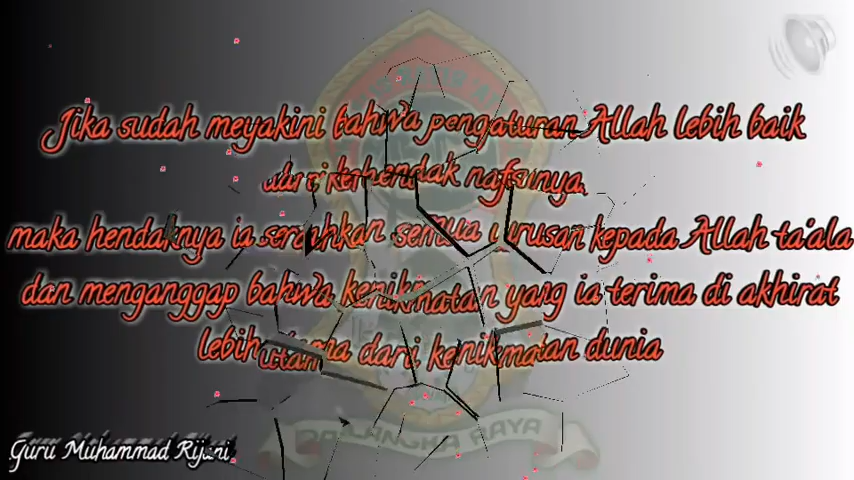 Jika sudah meyakini bahwa pengaturan Allah lebih baik
dari kehendak nafsunya.
maka hendaknya ia serahkan semua urusan kepada Allah ta'ala
dan menganggap bahwa kenikmatan yang ia terima di akhirat
lebih utama dari kenikmatan dunia
Guru Muhammad Rijani
PALANGKA RAYA